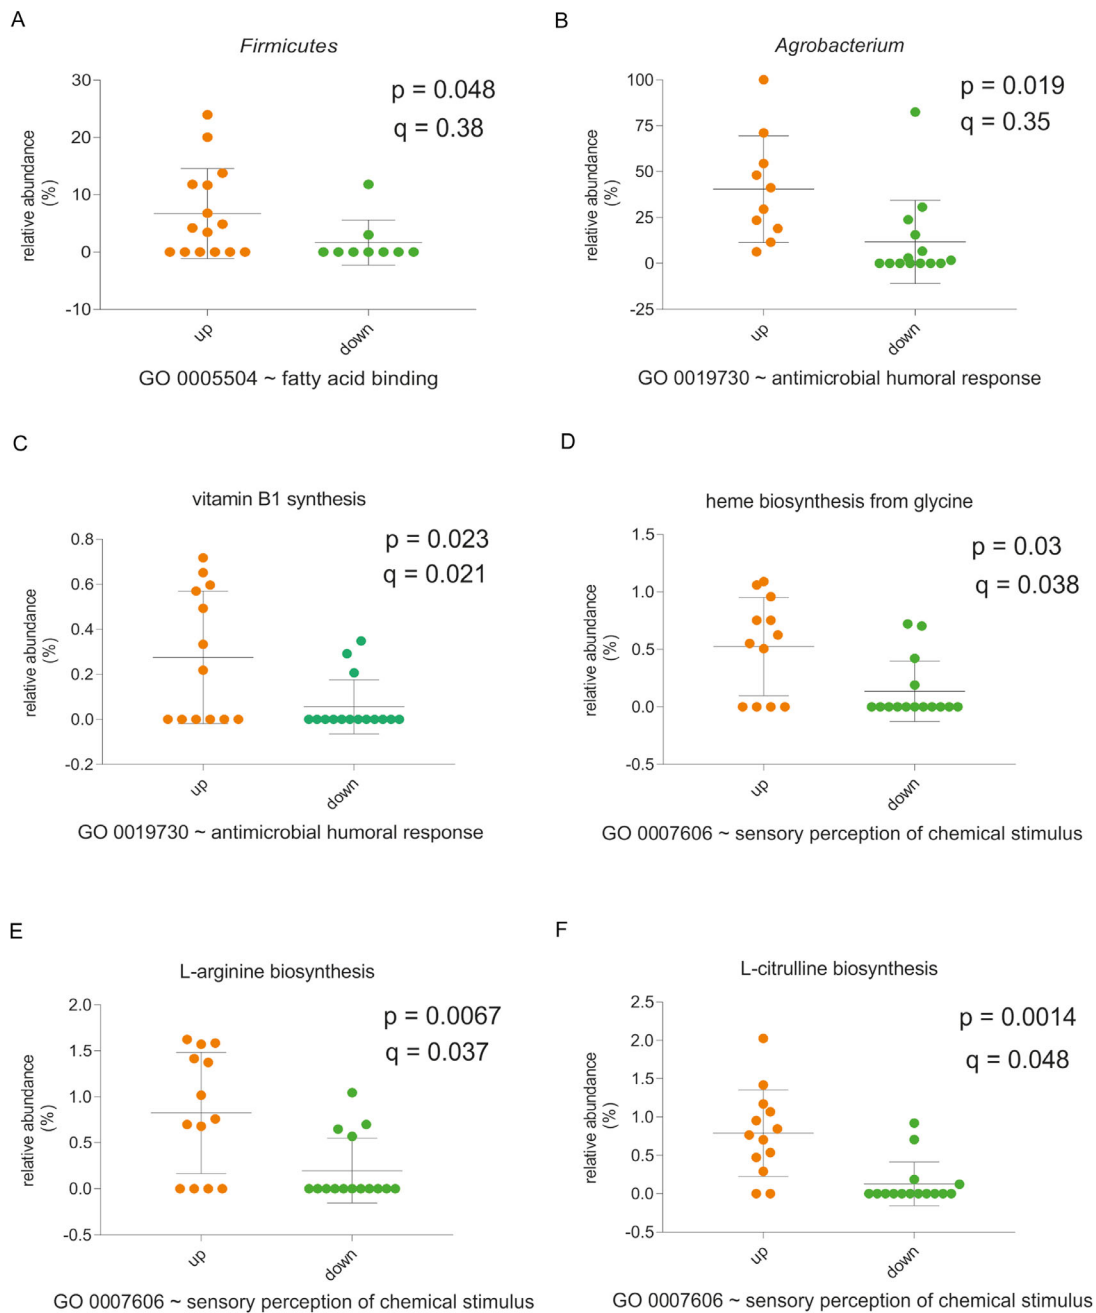 A
Firmicutes
p = 0.048
q = 0.38
30
20
10
0
-10
relative abundance
(%)
up
down
GO 0005504 ~ fatty acid binding
B
Agrobacterium
p = 0.019
q = 0.35
100
75
50
25
0
-25
relative abundance
(%)
up
down
GO 0019730 ~ antimicrobial humoral response
C
vitamin B1 synthesis
p = 0.023
q = 0.021
0.8
0.6
0.4
0.2
0.0
-0.2
relative abundance
(%)
up
down
GO 0019730 ~ antimicrobial humoral response
D
heme biosynthesis from glycine
p = 0.03
q = 0.038
1.5
1.0
0.5
0.0
-0.5
relative abundance
(%)
up
down
GO 0007606 ~ sensory perception of chemical stimulus
E
L-arginine biosynthesis
p = 0.0067
q = 0.037
2.0
1.5
1.0
0.5
0.0
-0.5
relative abundance
(%)
up
down
GO 0007606 ~ sensory perception of chemical stimulus
F
L-citrulline biosynthesis
p = 0.0014
q = 0.048
2.5
2.0
1.5
1.0
0.5
0.0
-0.5
relative abundance
(%)
up
down
GO 0007606 ~ sensory perception of chemical stimulus